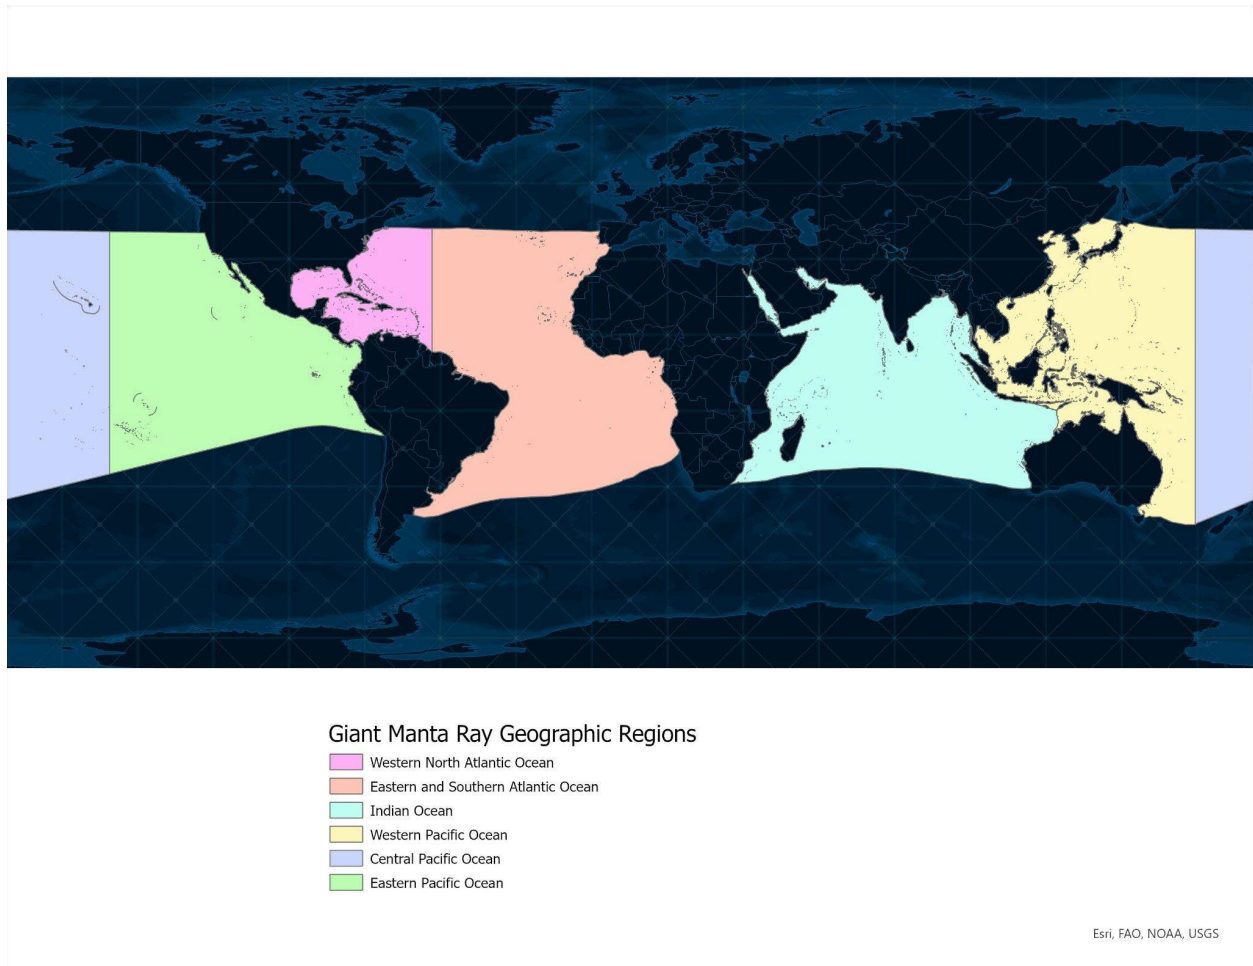 Giant Manta Ray Geographic Regions
Western North Atlantic Ocean
Eastern and Southern Atlantic Ocean
Indian Ocean
Western Pacific Ocean
Central Pacific Ocean
Eastern Pacific Ocean
Esri, FAO, NOAA, USGS